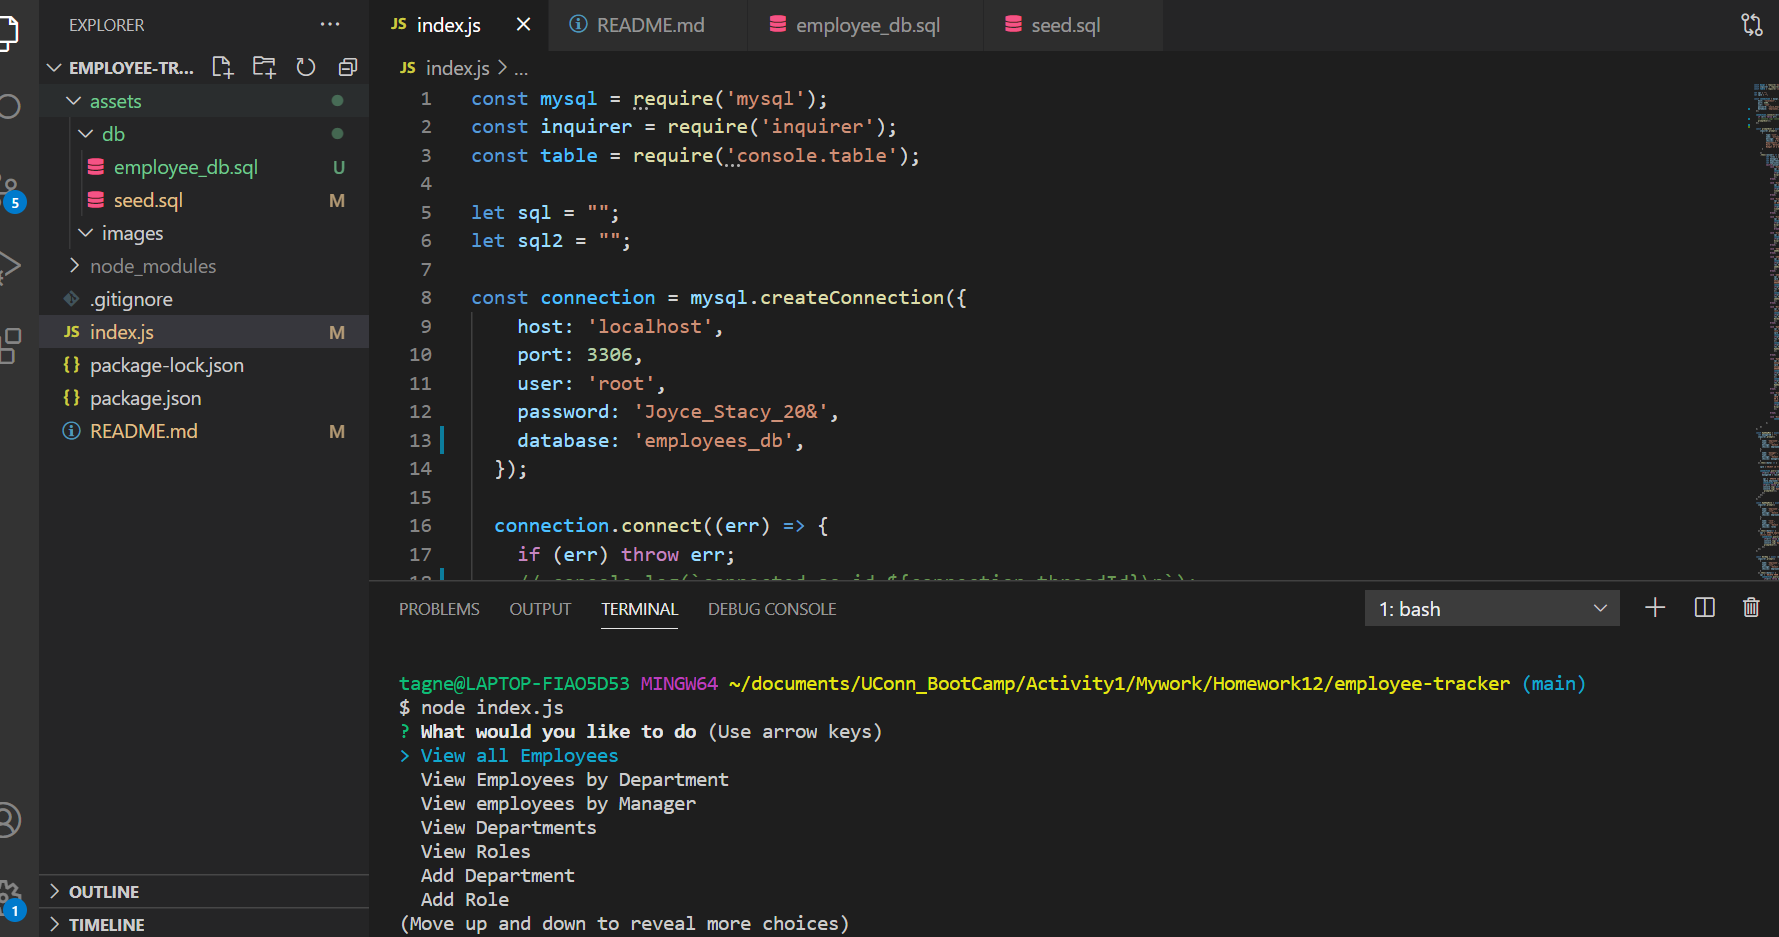 EXPLORER ...
EMPLOYEE-TR...
assets
db
employee_db.sql U
seed.sql M
images
node_modules
.gitignore
JS index.js M
{} package-lock.json
{} package.json
README.md M
OUTLINE
TIMELINE
5
1
JS index.js × README.md employee_db.sql seed.sql
JS index.js > ...
1 const mysql = require('mysql');
2 const inquirer = require('inquirer');
3 const table = require('console.table');
4
5 let sql = "";
6 let sql2 = "";
7
8 const connection = mysql.createConnection({
9 host: 'localhost',
10 port: 3306,
11 user: 'root',
12 password: 'Joyce_Stacy_20&',
13 database: 'employees_db',
14 });
15
16 connection.connect((err) => {
17 if (err) throw err;
18 // console.log(`connected as id ${connection.threadId}\n`);
PROBLEMS OUTPUT TERMINAL DEBUG CONSOLE 1: bash
tagne@LAPTOP-FIAO5D53 MINGW64 ~/documents/UConn_BootCamp/Activity1/Mywork/Homework12/employee-tracker (main)
$ node index.js
? What would you like to do (Use arrow keys)
> View all Employees
View Employees by Department
View employees by Manager
View Departments
View Roles
Add Department
Add Role
(Move up and down to reveal more choices)